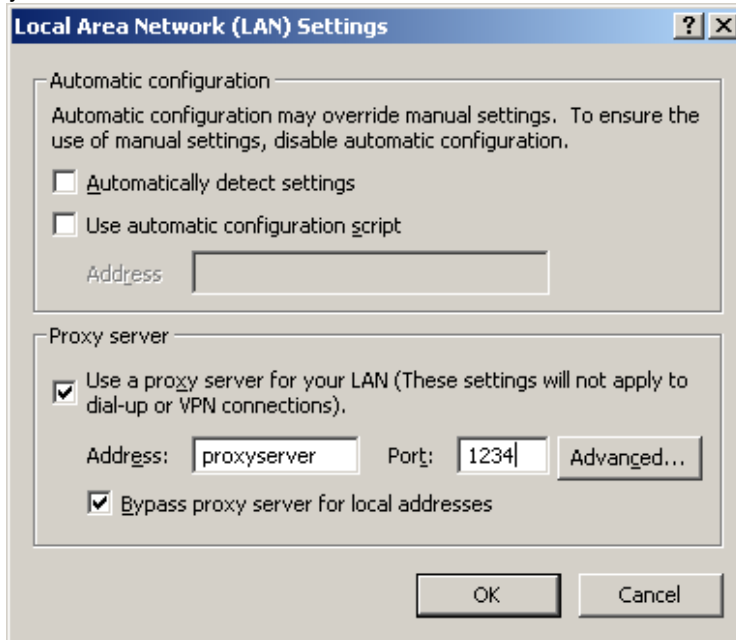 Local Area Network (LAN) Settings
Automatic configuration
Automatic configuration may override manual settings. To ensure the
use of manual settings, disable automatic configuration.
Automatically detect settings
Use automatic configuration script
Address
Proxy server
Use a proxy server for your LAN (These settings will not apply to
dial-up or VPN connections).
Address: proxyserver Port: 1234 Advanced...
Bypass proxy server for local addresses
OK Cancel